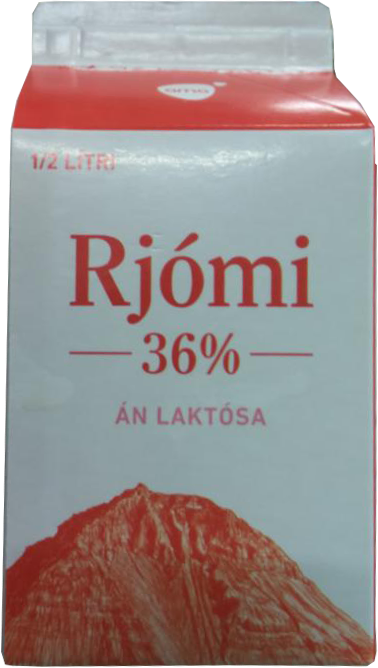 1/2 LÍTRI
Rjómi
36%
ÁN LAKTÓSA